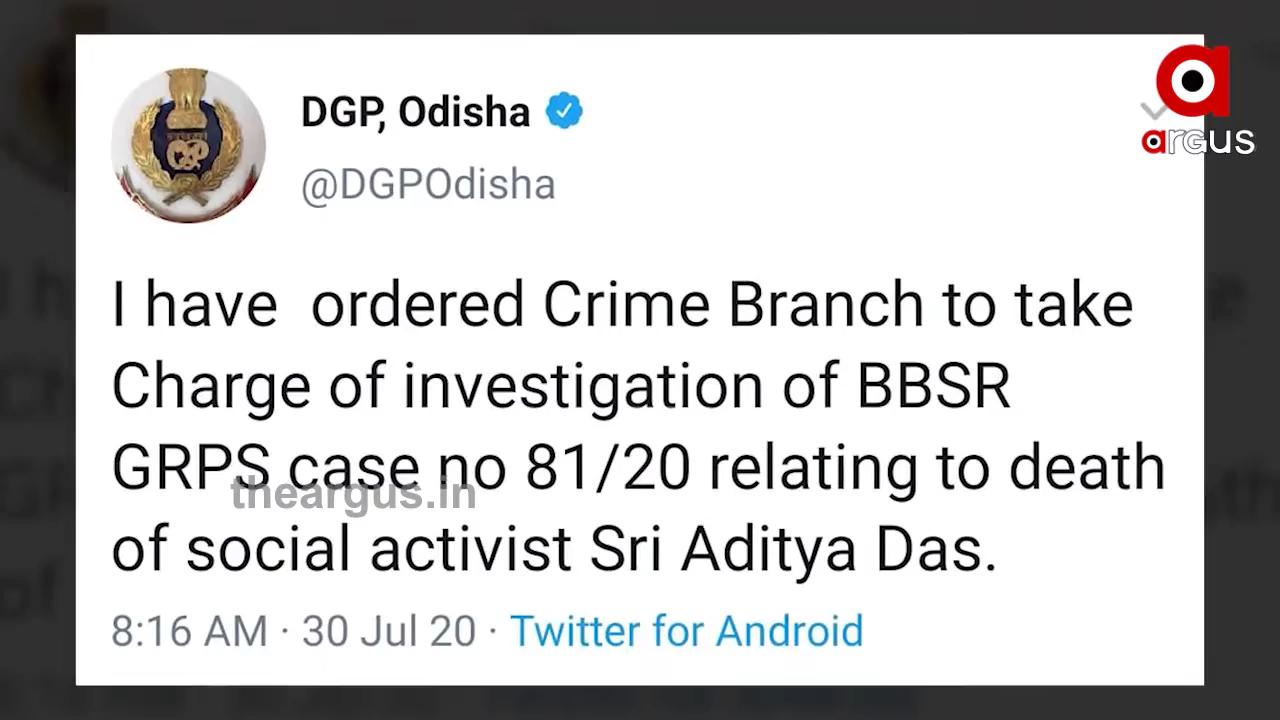 DGP, Odisha
@DGPOdisha
argus
I have ordered Crime Branch to take
Charge of investigation of BBSR
GRPS case no 81/20 relating to death
theargus.in
of social activist Sri Aditya Das.
8:16 AM · 30 Jul 20 · Twitter for Android